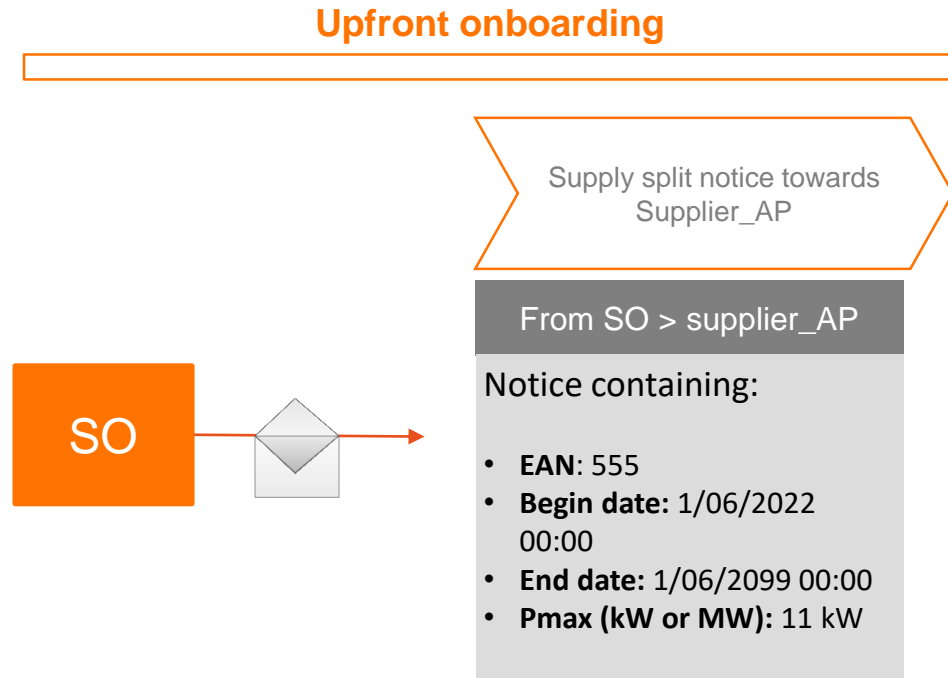 Upfront onboarding
Supply split notice towards
Supplier_AP
From SO > supplier_AP
SO
Notice containing:
• EAN: 555
• Begin date: 1/06/2022
00:00
• End date: 1/06/2099 00:00
• Pmax (kW or MW): 11 kW